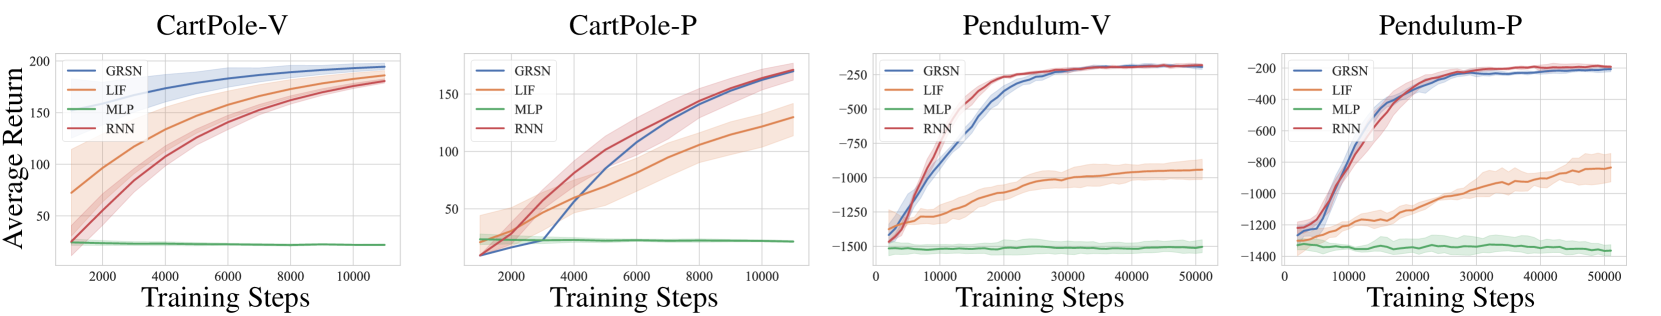 CartPole-V
CartPole-P
Pendulum-V
Pendulum-P
Average Return
200
150
100
50
GRSN
LIF
MLP
RNN
2000 4000 6000 8000 10000
Training Steps
150
100
50
GRSN
LIF
MLP
RNN
2000 4000 6000 8000 10000
Training Steps
−250
−500
−750
−1000
−1250
−1500
GRSN
LIF
MLP
RNN
0 10000 20000 30000 40000 50000
Training Steps
−200
−400
−600
−800
−1000
−1200
−1400
GRSN
LIF
MLP
RNN
0 10000 20000 30000 40000 50000
Training Steps